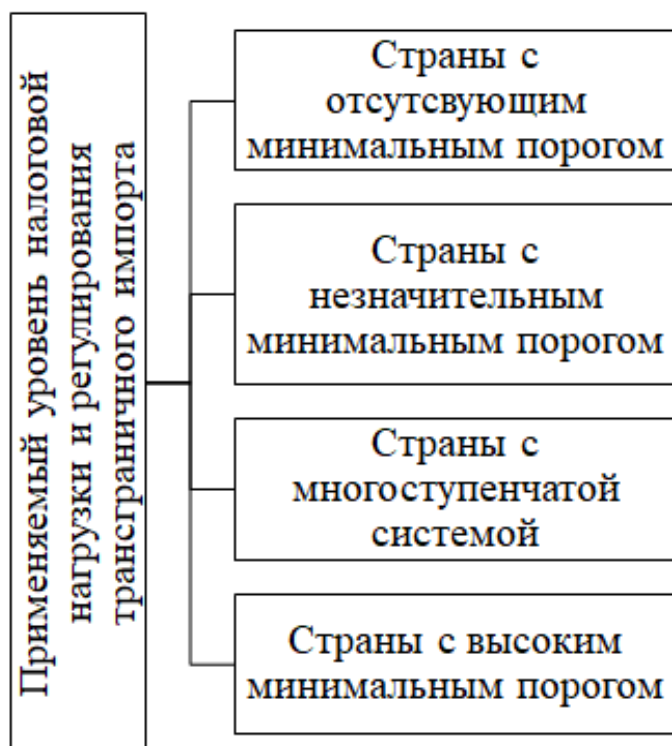 Применяемый уровень налоговой
нагрузки и регулирования
трансграничного импорта
Страны с
отсутсвующим
минимальным порогом
Страны с
незначительным
минимальным порогом
Страны с
многоступенчатой
системой
Страны с высоким
минимальным порогом